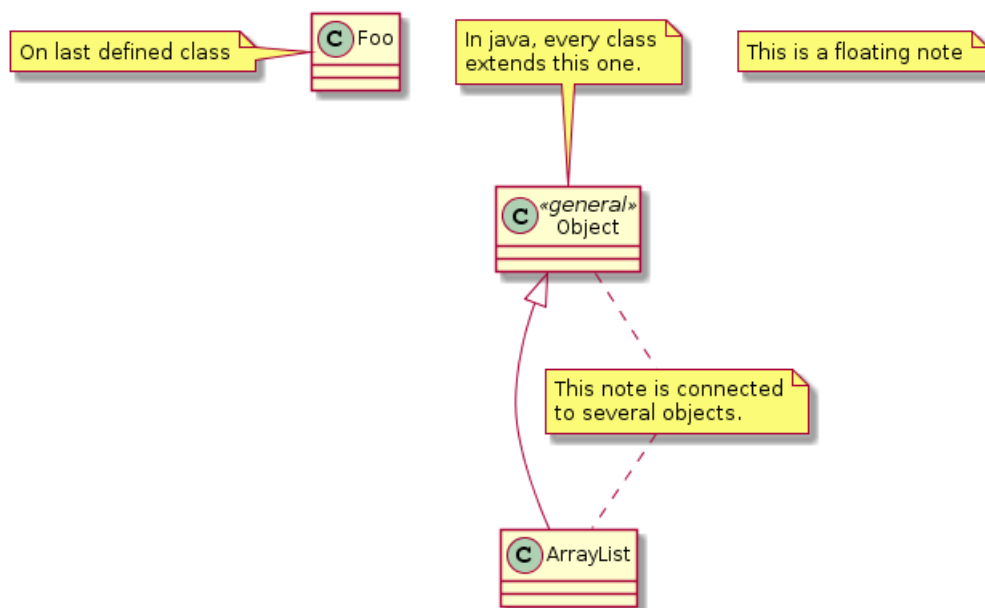 On last defined class
C Foo
In java, every class
extends this one.
This is a floating note
C «general»
Object
This note is connected
to several objects.
C ArrayList